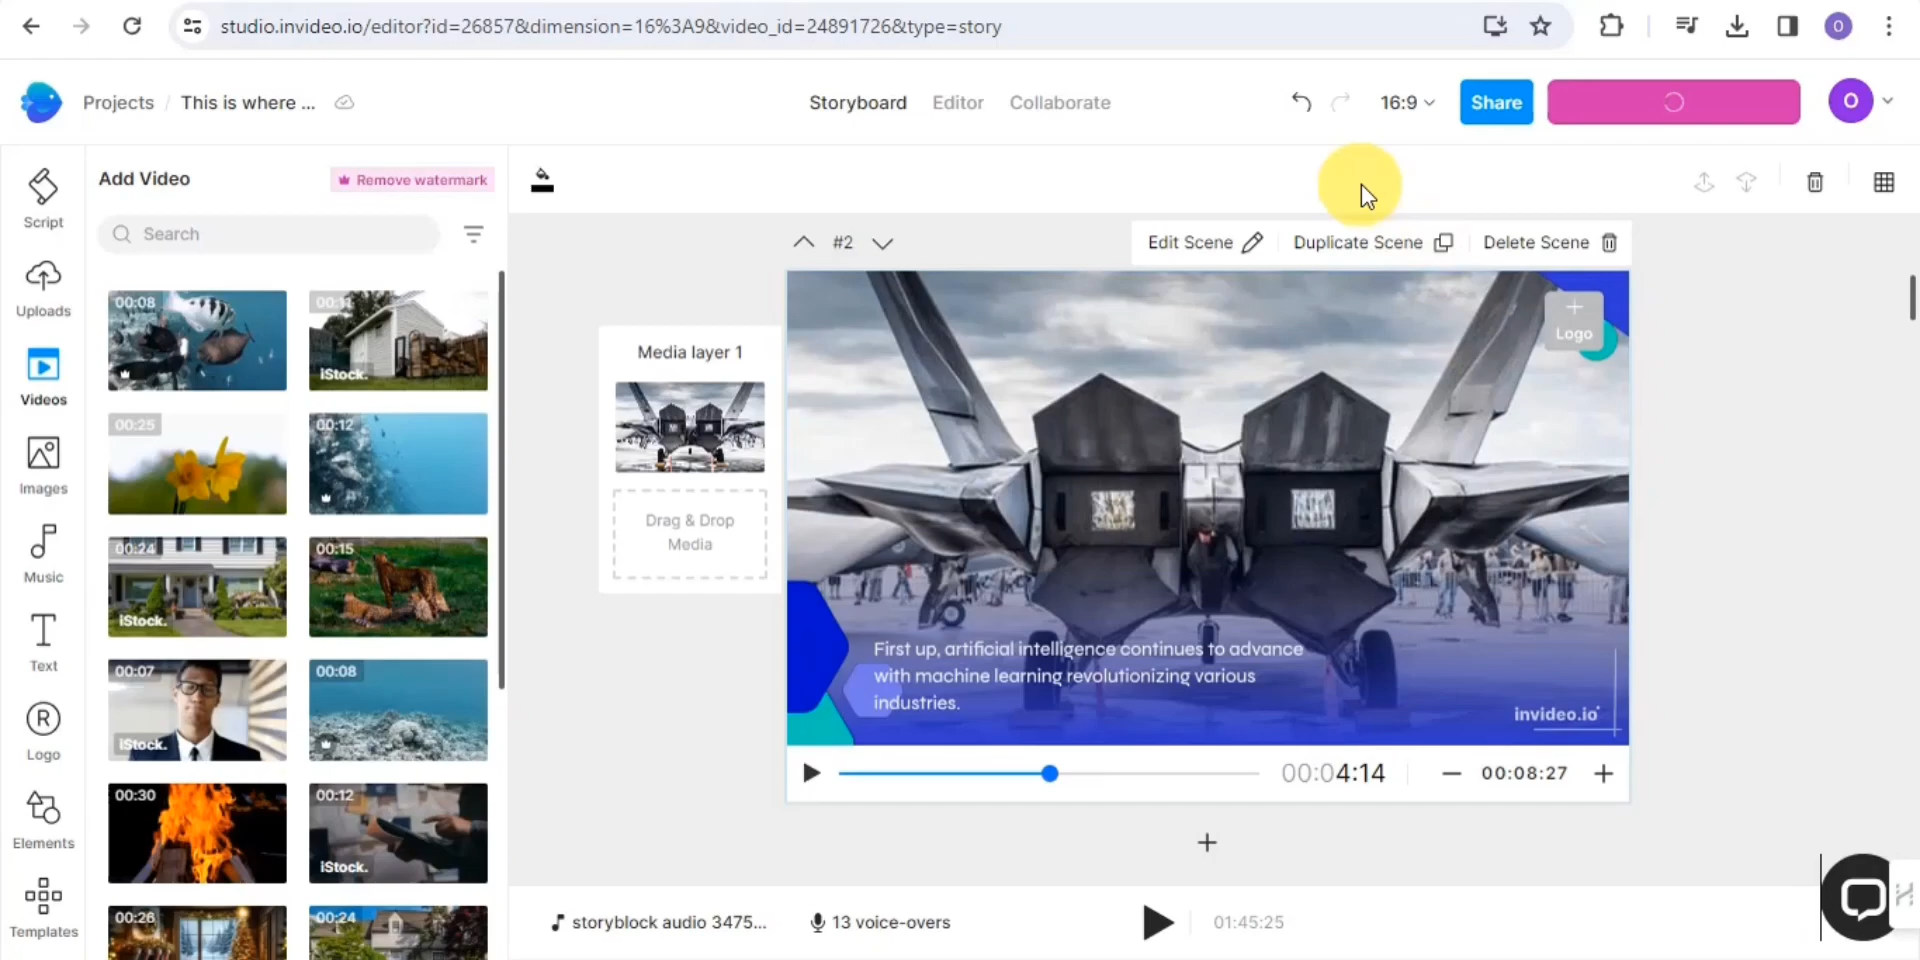 studio.invideo.io/editor?id=26857&dimension=16%3A9&video_id=24891726&type=story
O
Projects / This is where ...
Storyboard Editor Collaborate
16:9
Share
O
Script
Uploads
Videos
Images
Music
Text
Logo
Elements
Templates
Add Video
Remove watermark
Search
00:08
00:11
iStock.
00:25
00:12
00:24
iStock.
00:15
00:07
iStock.
00:08
00:30
00:12
iStock.
00:26
00:24
#2
Edit Scene
Duplicate Scene
Delete Scene
Media layer 1
Drag & Drop
Media
+
Logo
First up, artificial intelligence continues to advance
with machine learning revolutionizing various
industries.
invideo.io
00:04:14
00:08:27
storyblock audio 3475...
13 voice-overs
01:45:25